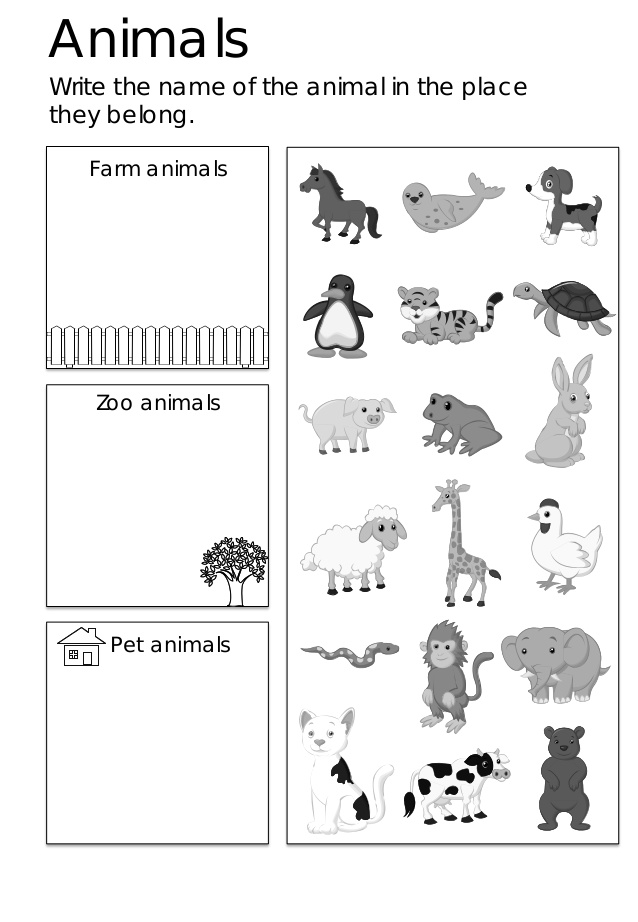 Animals
Write the name of the animal in the place
they belong.
Farm animals
Zoo animals
Pet animals